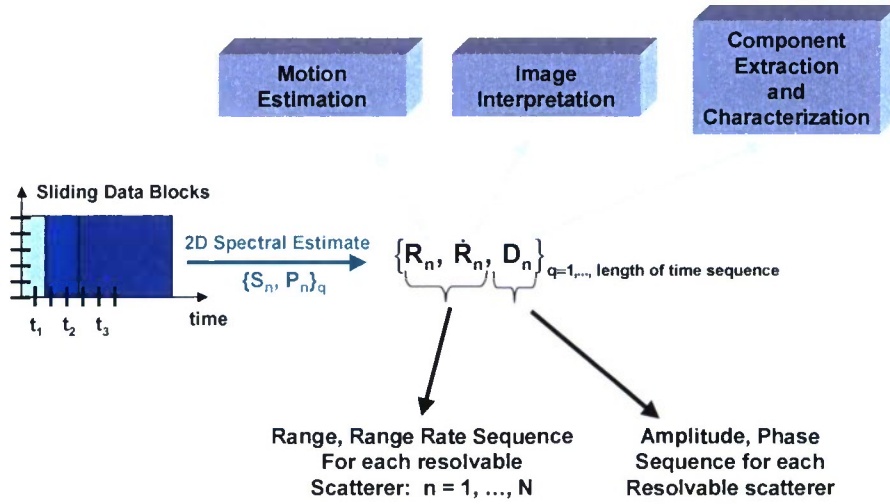 Motion
Estimation
Image
Interpretation
Component
Extraction
and
Characterization
Sliding Data Blocks
2D Spectral Estimate
{Sₙ, Pₙ}q
{Rₙ, Ṙₙ, Dₙ}q=1,..., length of time sequence
time
t₁ t₂ t₃
Range, Range Rate Sequence
For each resolvable
Scatterer: n = 1, ..., N
Amplitude, Phase
Sequence for each
Resolvable scatterer